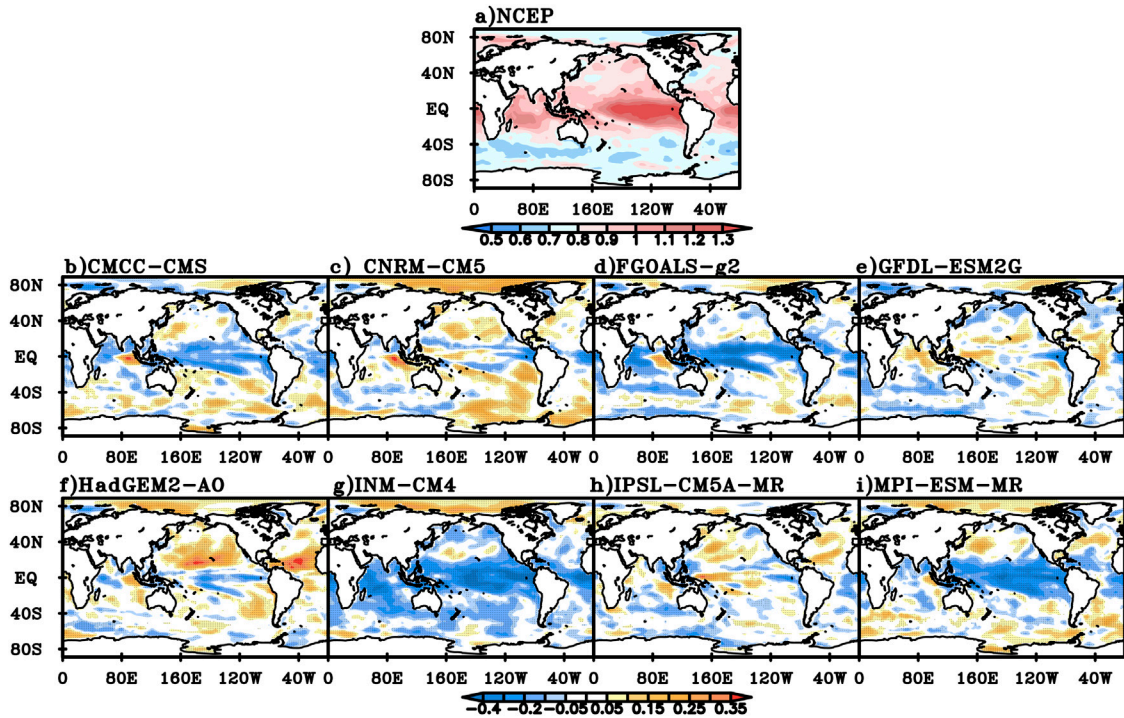 a)NCEP
80N
40N
EQ
40S
80S
0 80E 160E 120W 40W
0.5 0.6 0.7 0.8 0.9 1 1.1 1.2 1.3
b)CMCC-CMS c) CNRM-CM5 d)FGOALS-g2 e)GFDL-ESM2G
80N
40N
EQ
40S
80S
0 80E 160E 120W 40W 0 80E 160E 120W 40W 0 80E 160E 120W 40W 0 80E 160E 120W 40W
f)HadGEM2-AO g)INM-CM4 h)IPSL-CM5A-MR i)MPI-ESM-MR
80N
40N
EQ
40S
80S
0 80E 160E 120W 40W 0 80E 160E 120W 40W 0 80E 160E 120W 40W 0 80E 160E 120W 40W
-0.4 -0.2 -0.05 0.05 0.15 0.25 0.35